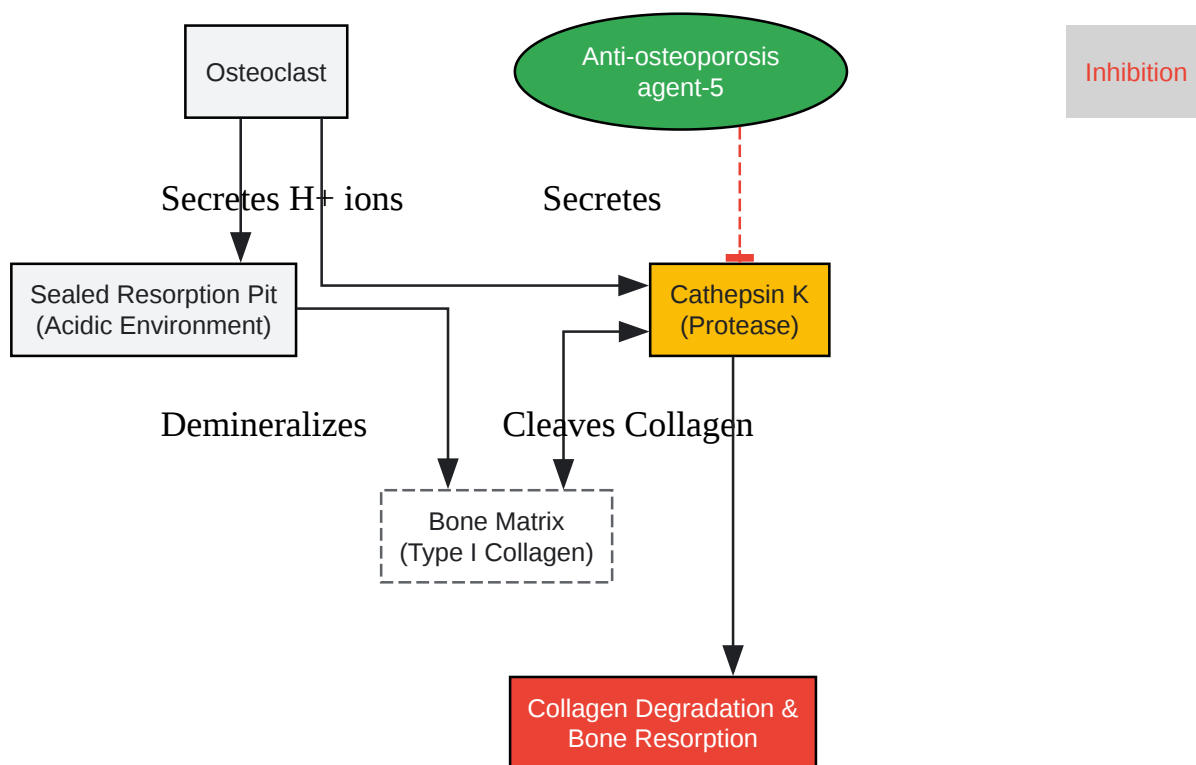 Osteoclast
Anti-osteoporosis
agent-5
Inhibition
Secretes H+ ions
Secretes
Sealed Resorption Pit
(Acidic Environment)
Cathepsin K
(Protease)
Demineralizes
Cleaves Collagen
Bone Matrix
(Type I Collagen)
Collagen Degradation &
Bone Resorption